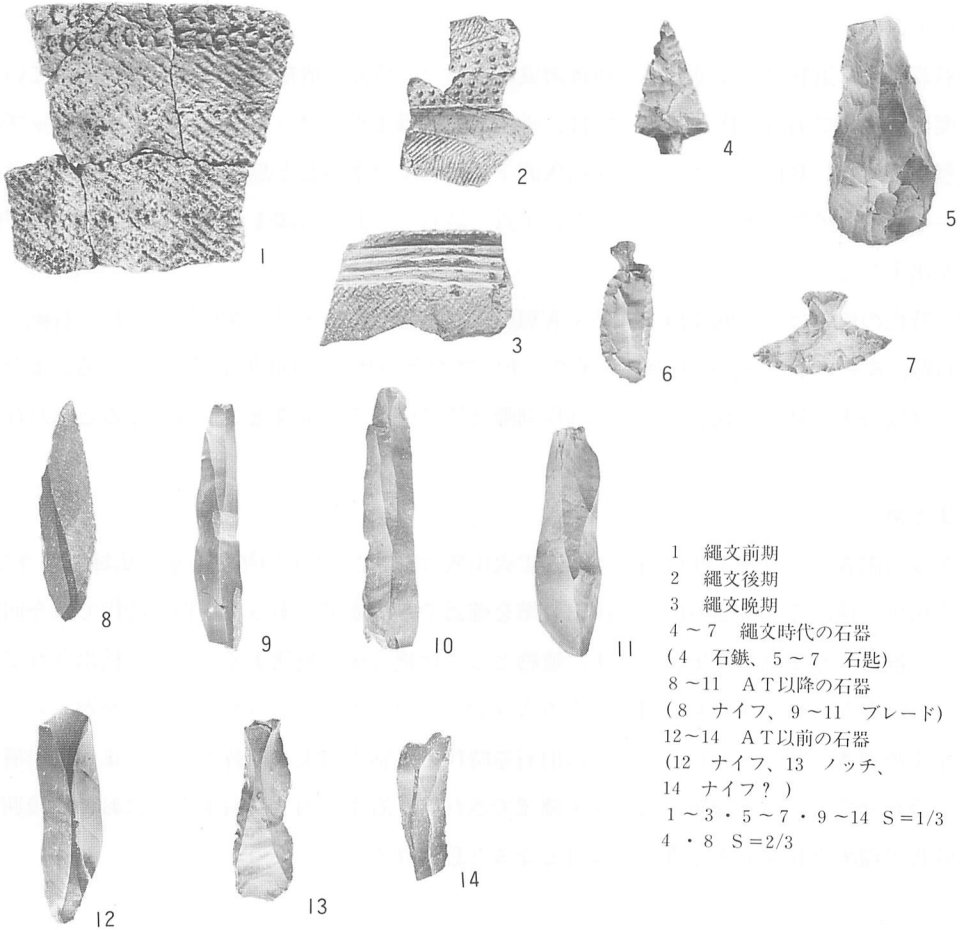 1
2
3
4
5
6
7
8
9
10
11
12
13
14
1 縄文前期
2 縄文後期
3 縄文晩期
4～7 縄文時代の石器
(4 石鏃、5～7 石匙)
8～11 AT以降の石器
(8 ナイフ、9～11 ブレード)
12～14 AT以前の石器
(12 ナイフ、13 ノッチ、
14 ナイフ？)
1～3・5～7・9～14 S＝1/3
4・8 S＝2/3